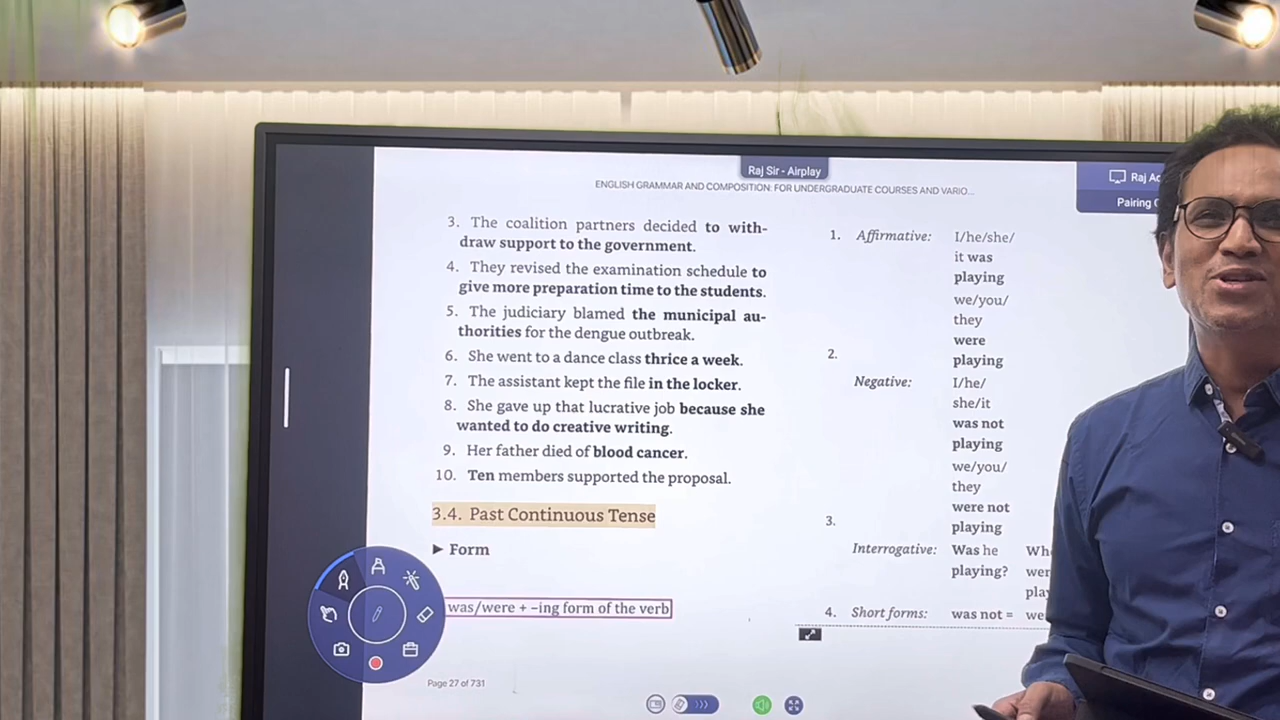 Raj Sir - Airplay
Raj
Pairing
ENGLISH GRAMMAR AND COMPOSITION: FOR UNDERGRADUATE COURSES AND VARIO...
3. The coalition partners decided to with-
draw support to the government.
4. They revised the examination schedule to
give more preparation time to the students.
5. The judiciary blamed the municipal au-
thorities for the dengue outbreak.
6. She went to a dance class thrice a week.
7. The assistant kept the file in the locker.
8. She gave up that lucrative job because she
wanted to do creative writing.
9. Her father died of blood cancer.
10. Ten members supported the proposal.
3.4. Past Continuous Tense
► Form
was/were + –ing form of the verb
Page 27 of 731
1. Affirmative: I/he/she/
it was
playing
we/you/
they
were
playing
2.
Negative: I/he/
she/it
was not
playing
we/you/
they
were not
playing
3.
Interrogative: Was he
playing?
4. Short forms: was not =